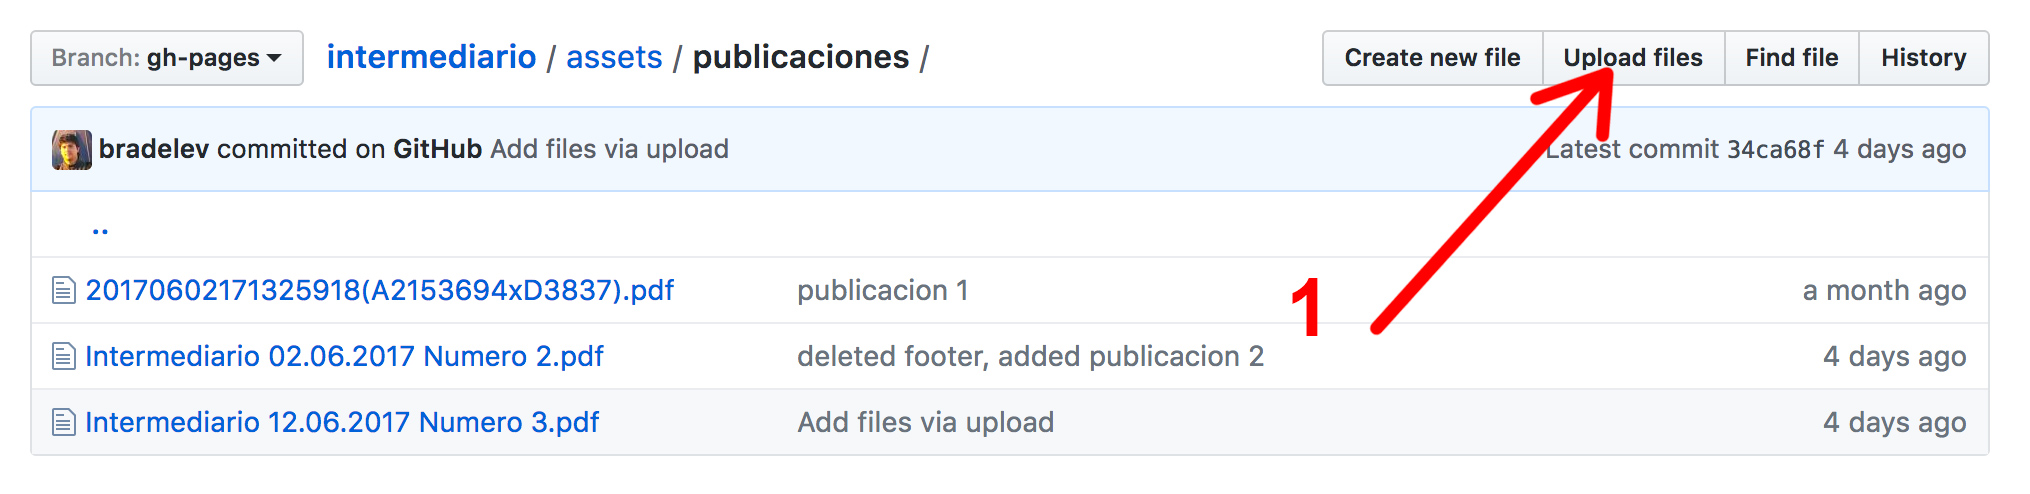 Branch: gh-pages intermediario / assets / publicaciones / Create new file Upload files Find file History
bradelev committed on GitHub Add files via upload Latest commit 34ca68f 4 days ago
..
20170602171325918(A2153694xD3837).pdf publicacion 1 a month ago
1
Intermediario 02.06.2017 Numero 2.pdf deleted footer, added publicacion 2 4 days ago
Intermediario 12.06.2017 Numero 3.pdf Add files via upload 4 days ago